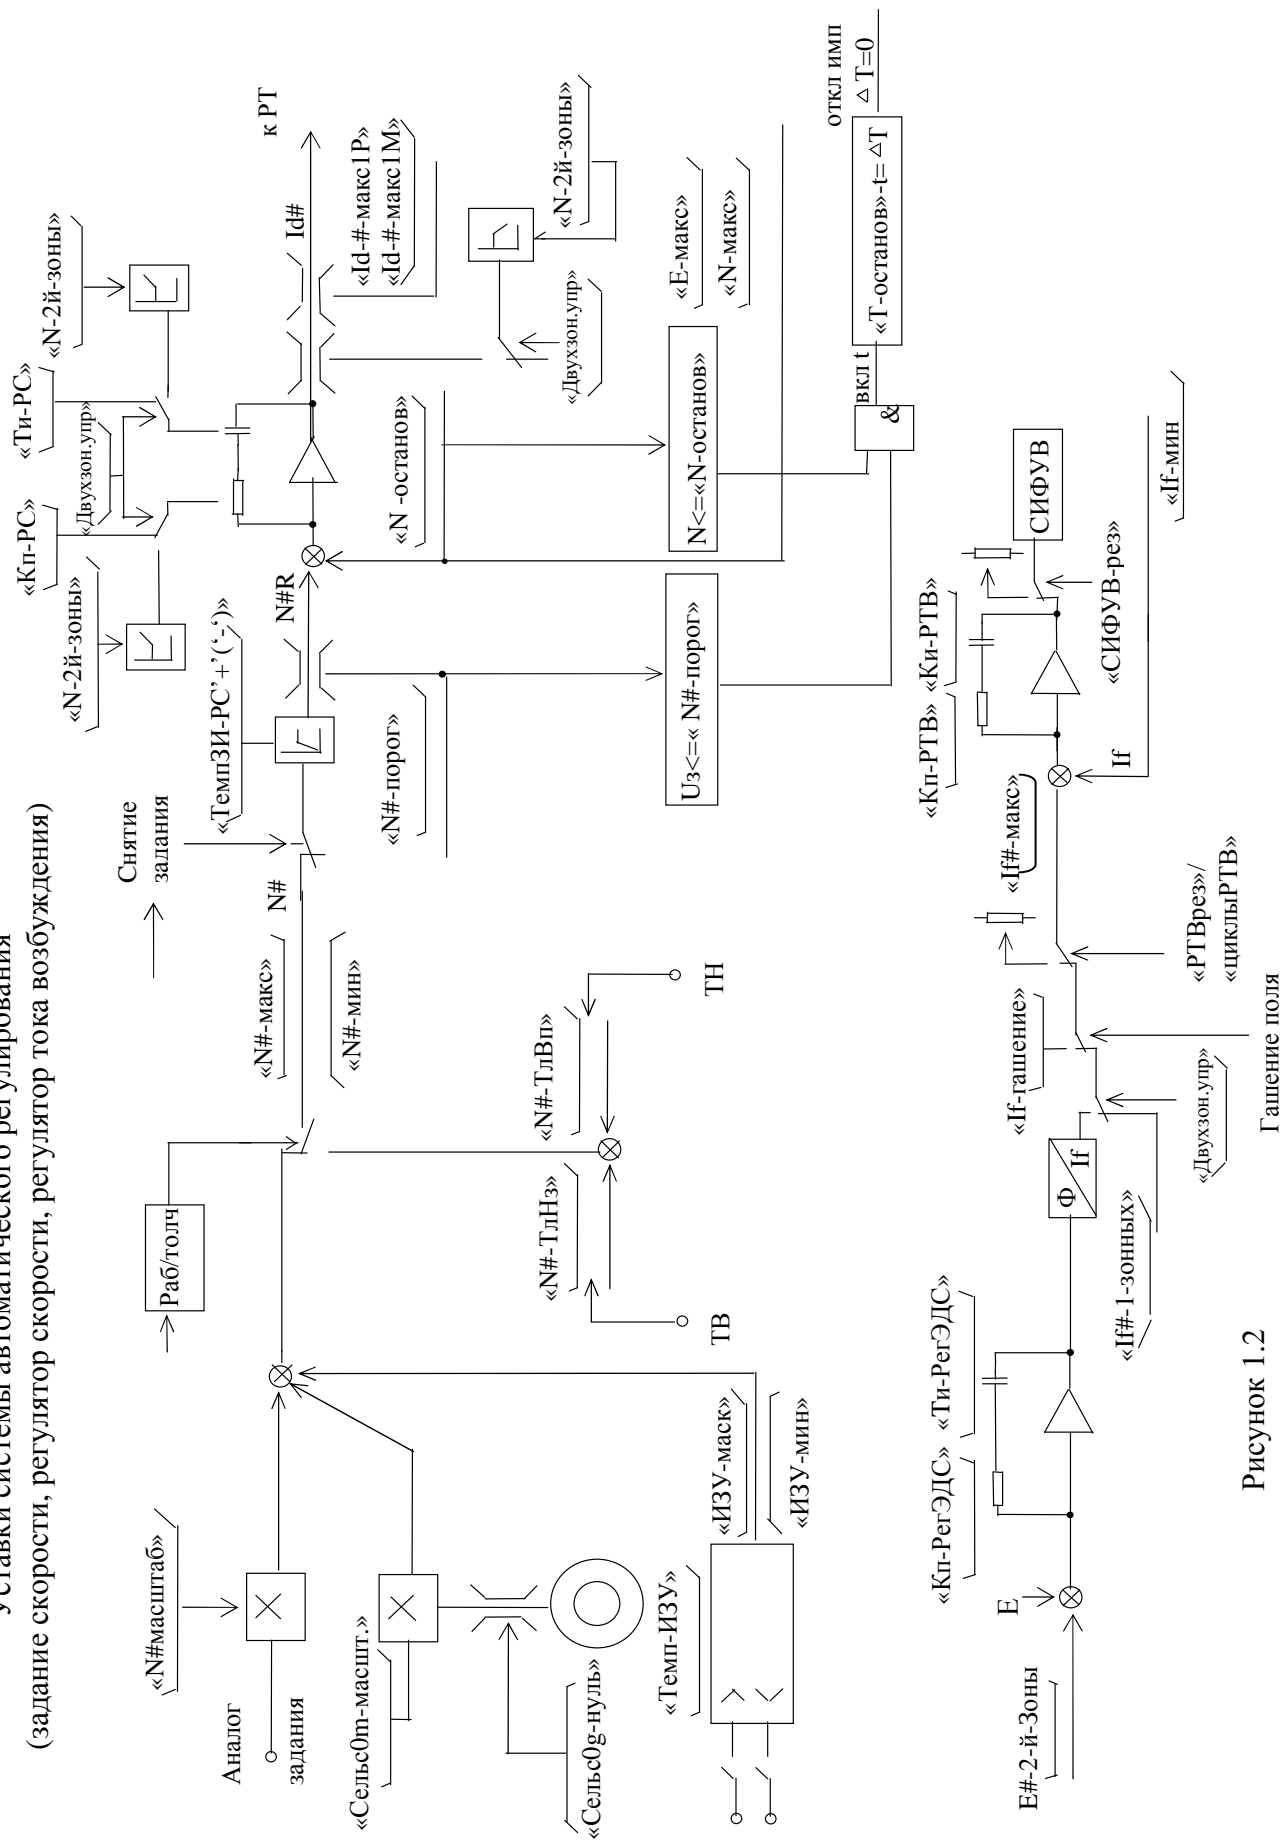 Уставки системы автоматического регулирования
(задание скорости, регулятор скорости, регулятор тока возбуждения)
«N#масштаб»
Аналог
задания
«Сельс0m-масшт.»
«Сельс0g-нуль»
«Темп-ИЗУ»
«ИЗУ-маск»
«ИЗУ-мин»
Раб/толч
«N#-ТлНз»
«N#-ТлВп»
ТВ
ТН
«N#-макс»
«N#-мин»
Снятие
задания
N#
«ТемпЗИ-РС'+'('-')»
«N#-порог»
N#R
Uз<=« N#-порог»
«N-2й-зоны»
«Кп-РС»
«Двухзон.упр»
«Ти-РС»
«N-2й-зоны»
Id#
к РТ
«Id-#-макс1Р»
«Id-#-макс1М»
«N -останов»
N<=«N-останов»
«Двухзон.упр»
«N-2й-зоны»
«Е-макс»
«N-макс»
&
вкл t
«Т-останов»-t= △T
откл имп
△ Т=0
Е#-2-й-Зоны
Е
«Кп-РегЭДС»
«Ти-РегЭДС»
Ф
If
«If#-1-зонных»
«Двухзон.упр»
«If-гашение»
Гашение поля
«РТВрез»/
«циклыРТВ»
«If#-макс»
If
«Кп-РТВ»
«Ки-РТВ»
«СИФУВ-рез»
СИФУВ
«If-мин
Рисунок 1.2